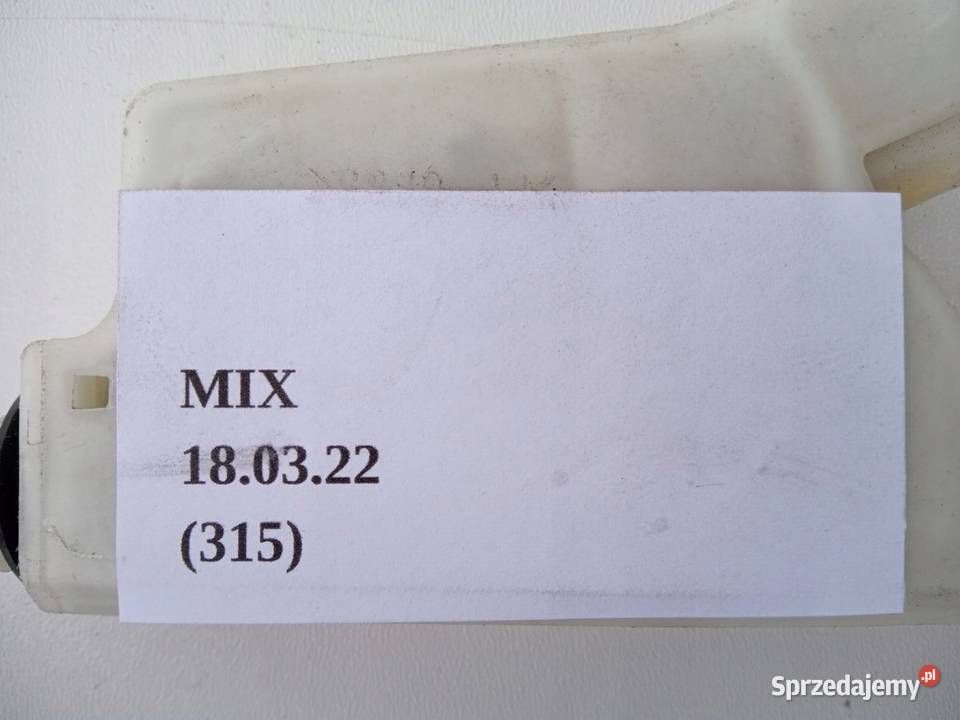 MIX
18.03.22
(315)
Sprzedajemy.pl